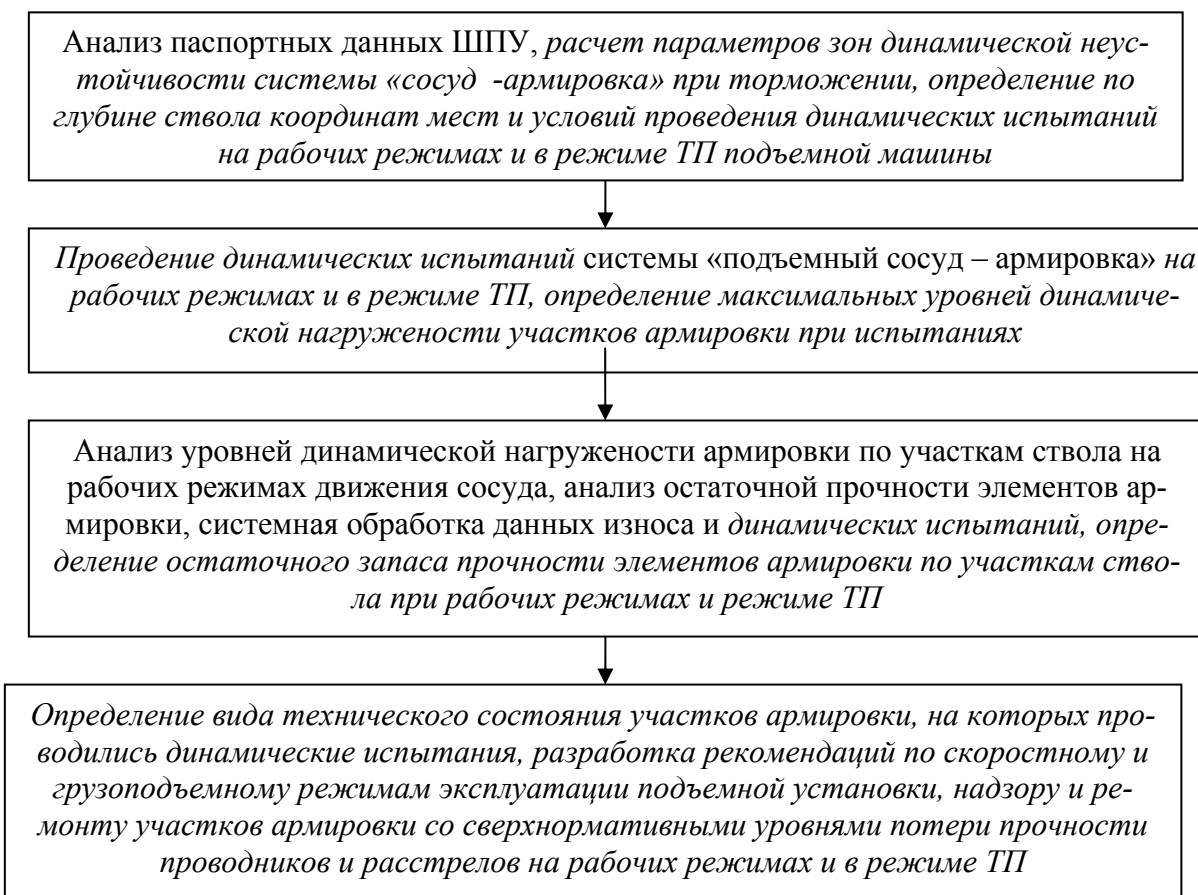 Анализ паспортных данных ШПУ, расчет параметров зон динамической неус-
тойчивости системы «сосуд -армировка» при торможении, определение по
глубине ствола координат мест и условий проведения динамических испытаний
на рабочих режимах и в режиме ТП подъемной машины
Проведение динамических испытаний системы «подъемный сосуд – армировка» на
рабочих режимах и в режиме ТП, определение максимальных уровней динамиче-
ской нагружености участков армировки при испытаниях
Анализ уровней динамической нагружености армировки по участкам ствола на
рабочих режимах движения сосуда, анализ остаточной прочности элементов ар-
мировки, системная обработка данных износа и динамических испытаний, опре-
деление остаточного запаса прочности элементов армировки по участкам ство-
ла при рабочих режимах и режиме ТП
Определение вида технического состояния участков армировки, на которых про-
водились динамические испытания, разработка рекомендаций по скоростному и
грузоподъемному режимам эксплуатации подъемной установки, надзору и ре-
монту участков армировки со сверхнормативными уровнями потери прочности
проводников и расстрелов на рабочих режимах и в режиме ТП